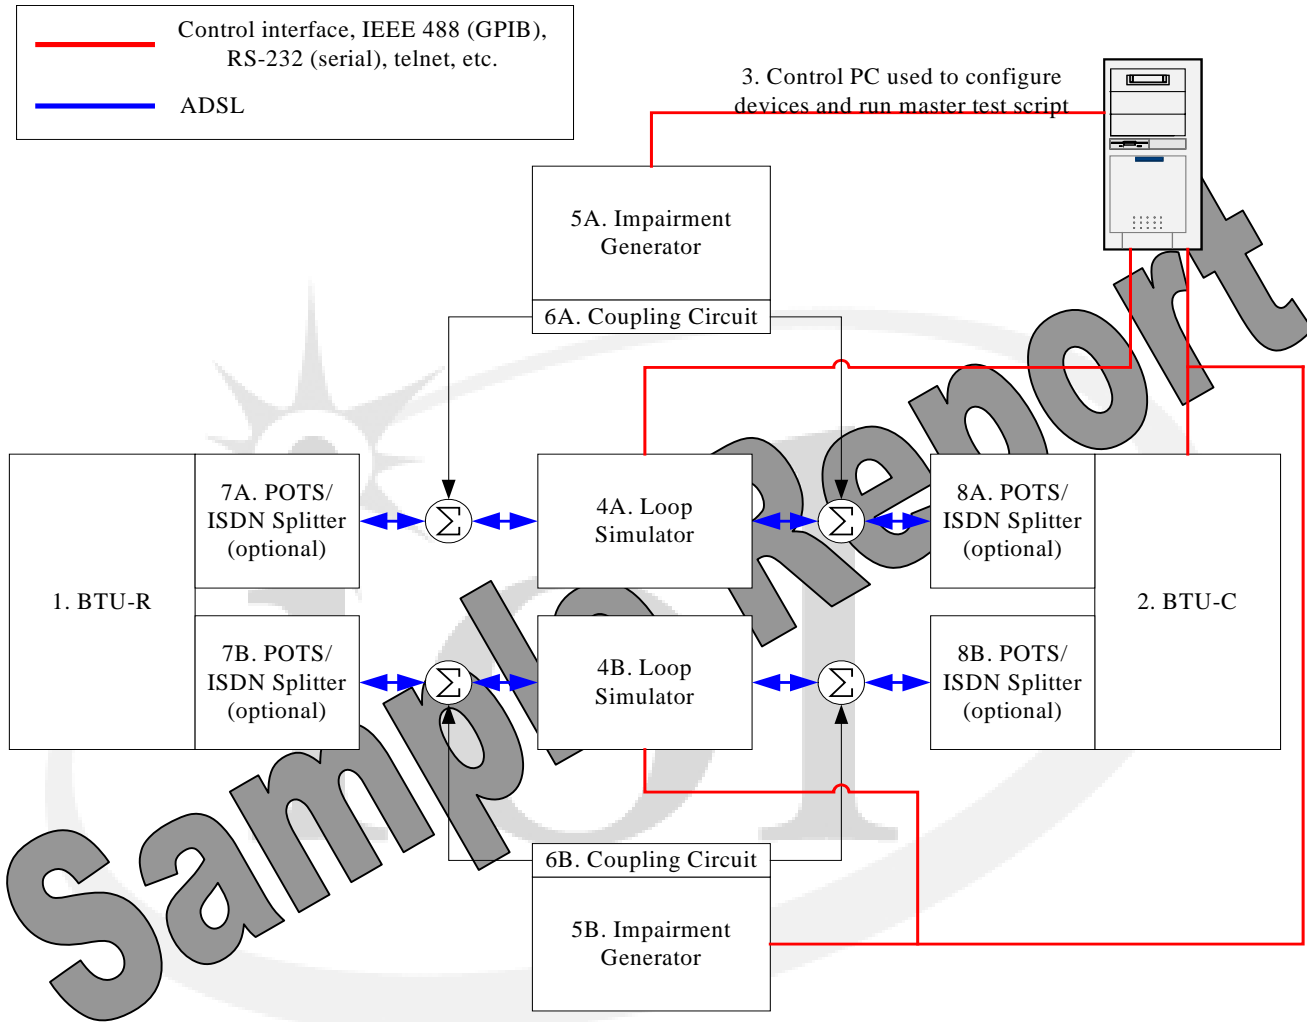 Control interface, IEEE 488 (GPIB),
RS-232 (serial), telnet, etc.
ADSL
3. Control PC used to configure
devices and run master test script
5A. Impairment
Generator
6A. Coupling Circuit
7A. POTS/
ISDN Splitter
(optional)
Σ
4A. Loop
Simulator
Σ
8A. POTS/
ISDN Splitter
(optional)
1. BTU-R
2. BTU-C
7B. POTS/
ISDN Splitter
(optional)
Σ
4B. Loop
Simulator
Σ
8B. POTS/
ISDN Splitter
(optional)
6B. Coupling Circuit
5B. Impairment
Generator
Sample Report